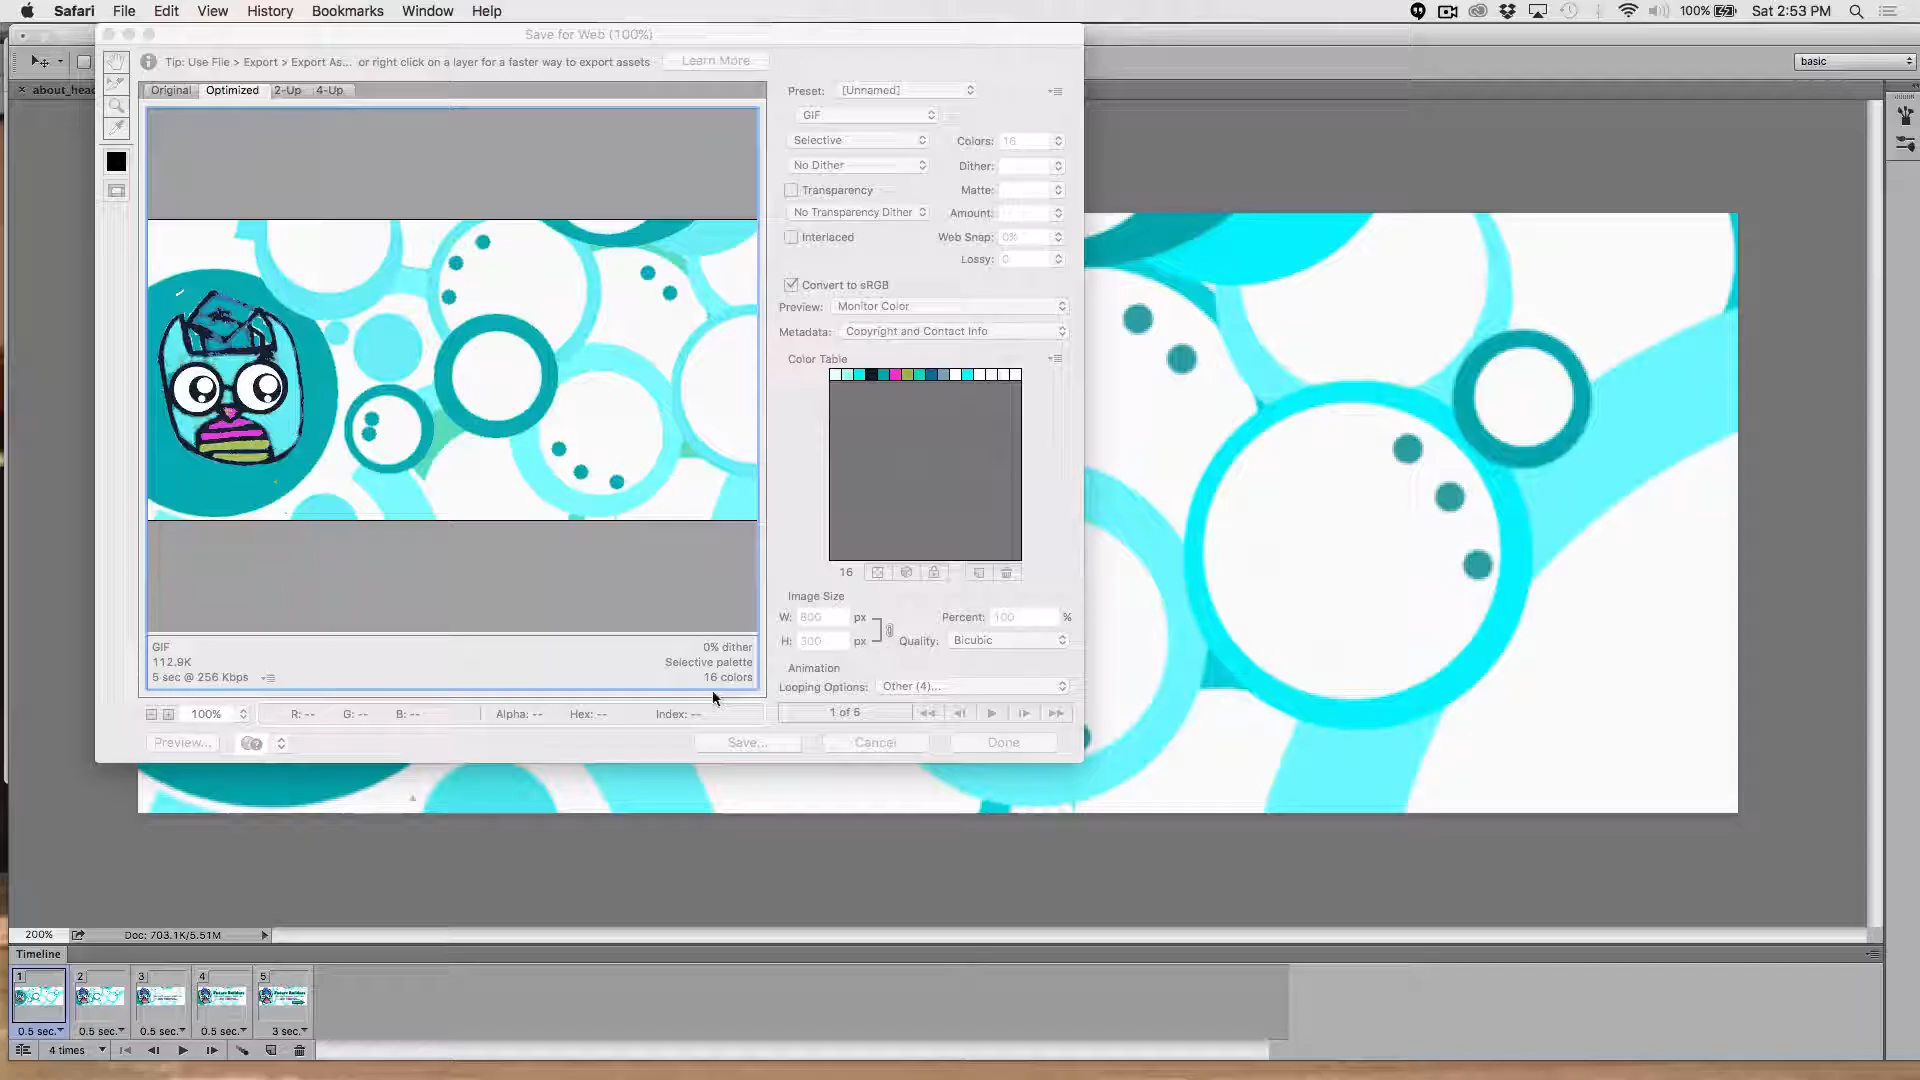 Safari File Edit View History Bookmarks Window Help 100% Sat 2:53 PM
Save for Web (100%)
basic
Tip: Use File > Export > Export As... or right click on a layer for a faster way to export assets Learn More
about_head
Original Optimized 2-Up 4-Up
Preset: [Unnamed]
GIF
Selective Colors: 16
No Dither Dither:
Transparency Matte:
No Transparency Dither Amount:
Interlaced Web Snap: 0%
Lossy: 0
Convert to sRGB
Preview: Monitor Color
Metadata: Copyright and Contact Info
Color Table
16
Image Size
W: 800 px Percent: 100 %
H: 300 px Quality: Bicubic
Animation
Looping Options: Other (4)...
1 of 5
GIF 0% dither
112.9K Selective palette
5 sec @ 256 Kbps 16 colors
100% R: -- G: -- B: -- Alpha: -- Hex: -- Index: --
Preview... Save... Cancel Done
200% Doc: 703.1K/5.51M
Timeline
1 2 3 4 5
0.5 sec. 0.5 sec. 0.5 sec. 0.5 sec. 3 sec.
4 times